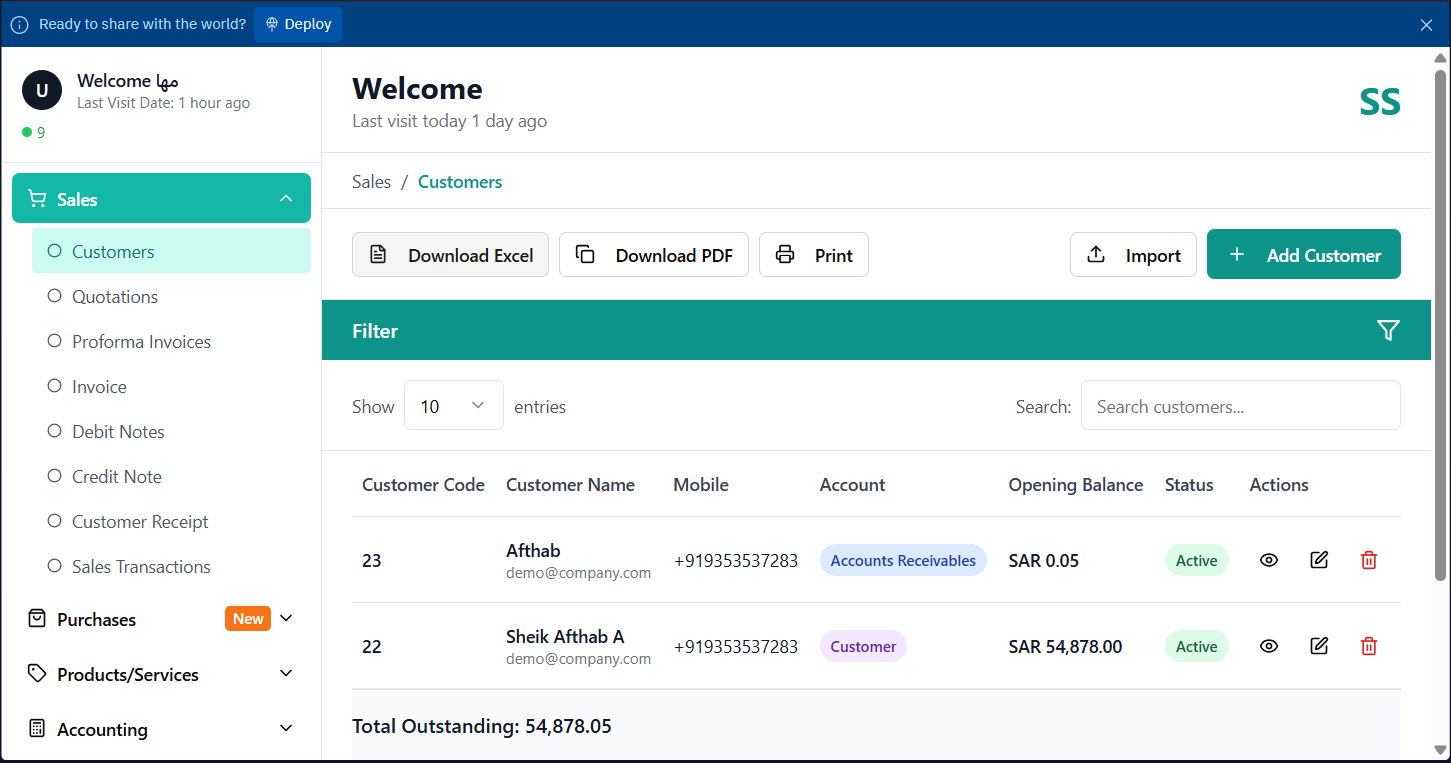 Ready to share with the world? Deploy
U
Welcome مها
Last Visit Date: 1 hour ago
9
Sales
Customers
Quotations
Proforma Invoices
Invoice
Debit Notes
Credit Note
Customer Receipt
Sales Transactions
Purchases New
Products/Services
Accounting
Welcome
Last visit today 1 day ago
SS
Sales / Customers
Download Excel Download PDF Print Import Add Customer
Filter
Show 10 entries Search: Search customers...
Customer Code Customer Name Mobile Account Opening Balance Status Actions
23 Afthab +919353537283 Accounts Receivables SAR 0.05 Active
demo@company.com
22 Sheik Afthab A +919353537283 Customer SAR 54,878.00 Active
demo@company.com
Total Outstanding: 54,878.05